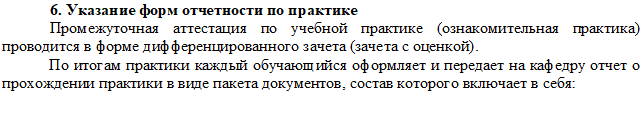 6. Указание форм отчетности по практике
Промежуточная аттестация по учебной практике (ознакомительная практика)
проводится в форме дифференцированного зачета (зачета с оценкой).
По итогам практики каждый обучающийся оформляет и передает на кафедру отчет о
прохождении практики в виде пакета документов, состав которого включает в себя: